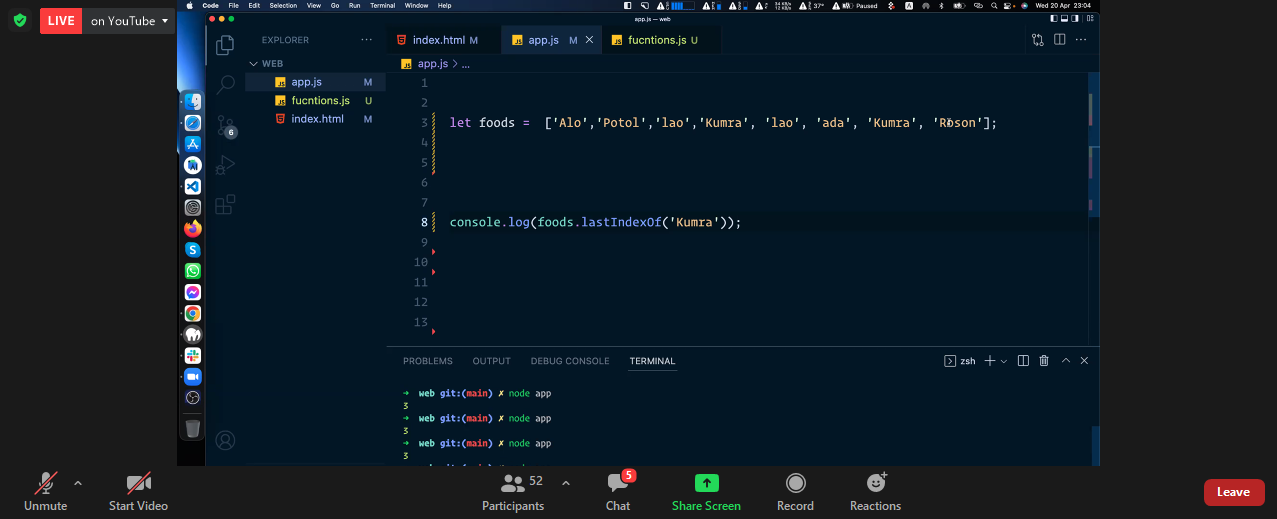 LIVE on YouTube
Code File Edit Selection View Go Run Terminal Window Help
37° Paused Wed 20 Apr 23:04
app.js — web
EXPLORER
WEB
app.js M
fucntions.js U
index.html M
6
index.html M app.js M fucntions.js U
app.js > ...
1
2
3 let foods = ['Alo','Potol','lao','Kumra', 'lao', 'ada', 'Kumra', 'Roson'];
4
5
6
7
8 console.log(foods.lastIndexOf('Kumra'));
9
10
11
12
13
PROBLEMS OUTPUT DEBUG CONSOLE TERMINAL zsh
→ web git:(main) ✗ node app
3
→ web git:(main) ✗ node app
3
→ web git:(main) ✗ node app
3
Unmute Start Video Participants 52 Chat 5 Share Screen Record Reactions Leave